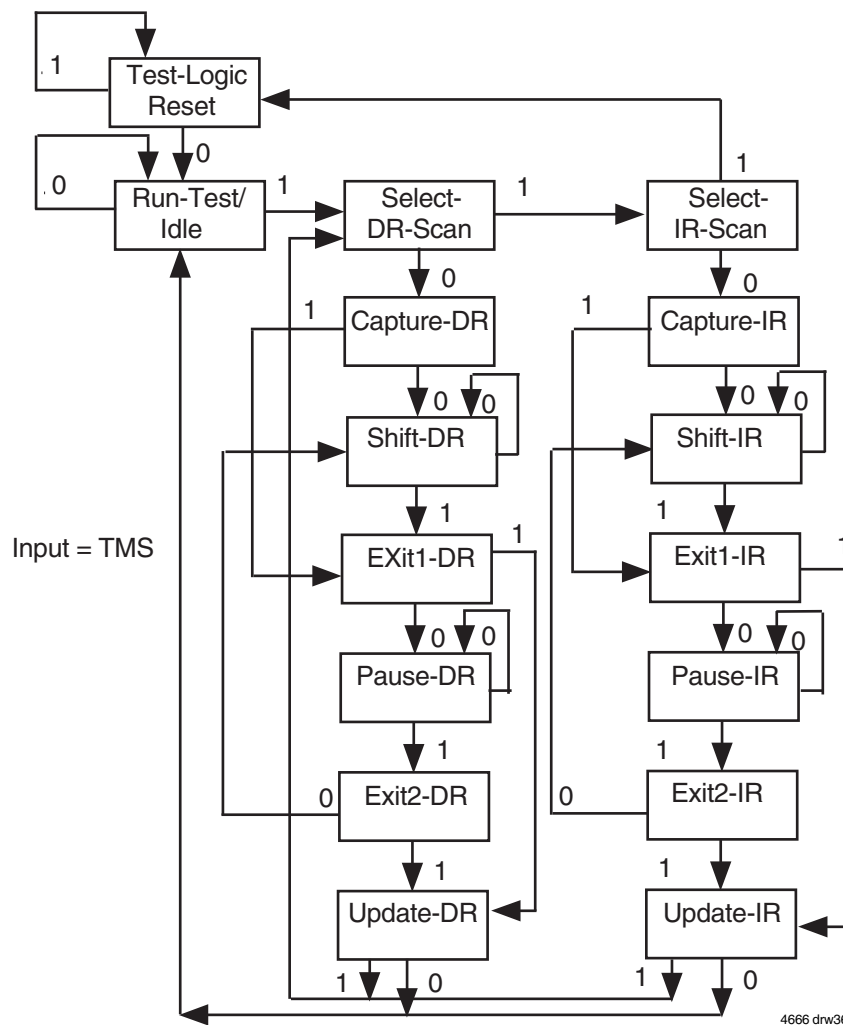 1
Test-Logic
Reset
0
1
0
Run-Test/
Idle
1
Select-
DR-Scan
1
Select-
IR-Scan
0
0
1
Capture-DR
1
Capture-IR
0
0
0
0
Shift-DR
Shift-IR
1
1
Input = TMS
EXit1-DR
1
Exit1-IR
1
0
0
0
0
Pause-DR
Pause-IR
1
1
0
Exit2-DR
0
Exit2-IR
1
1
Update-DR
Update-IR
1
0
1
0
4666 drw36